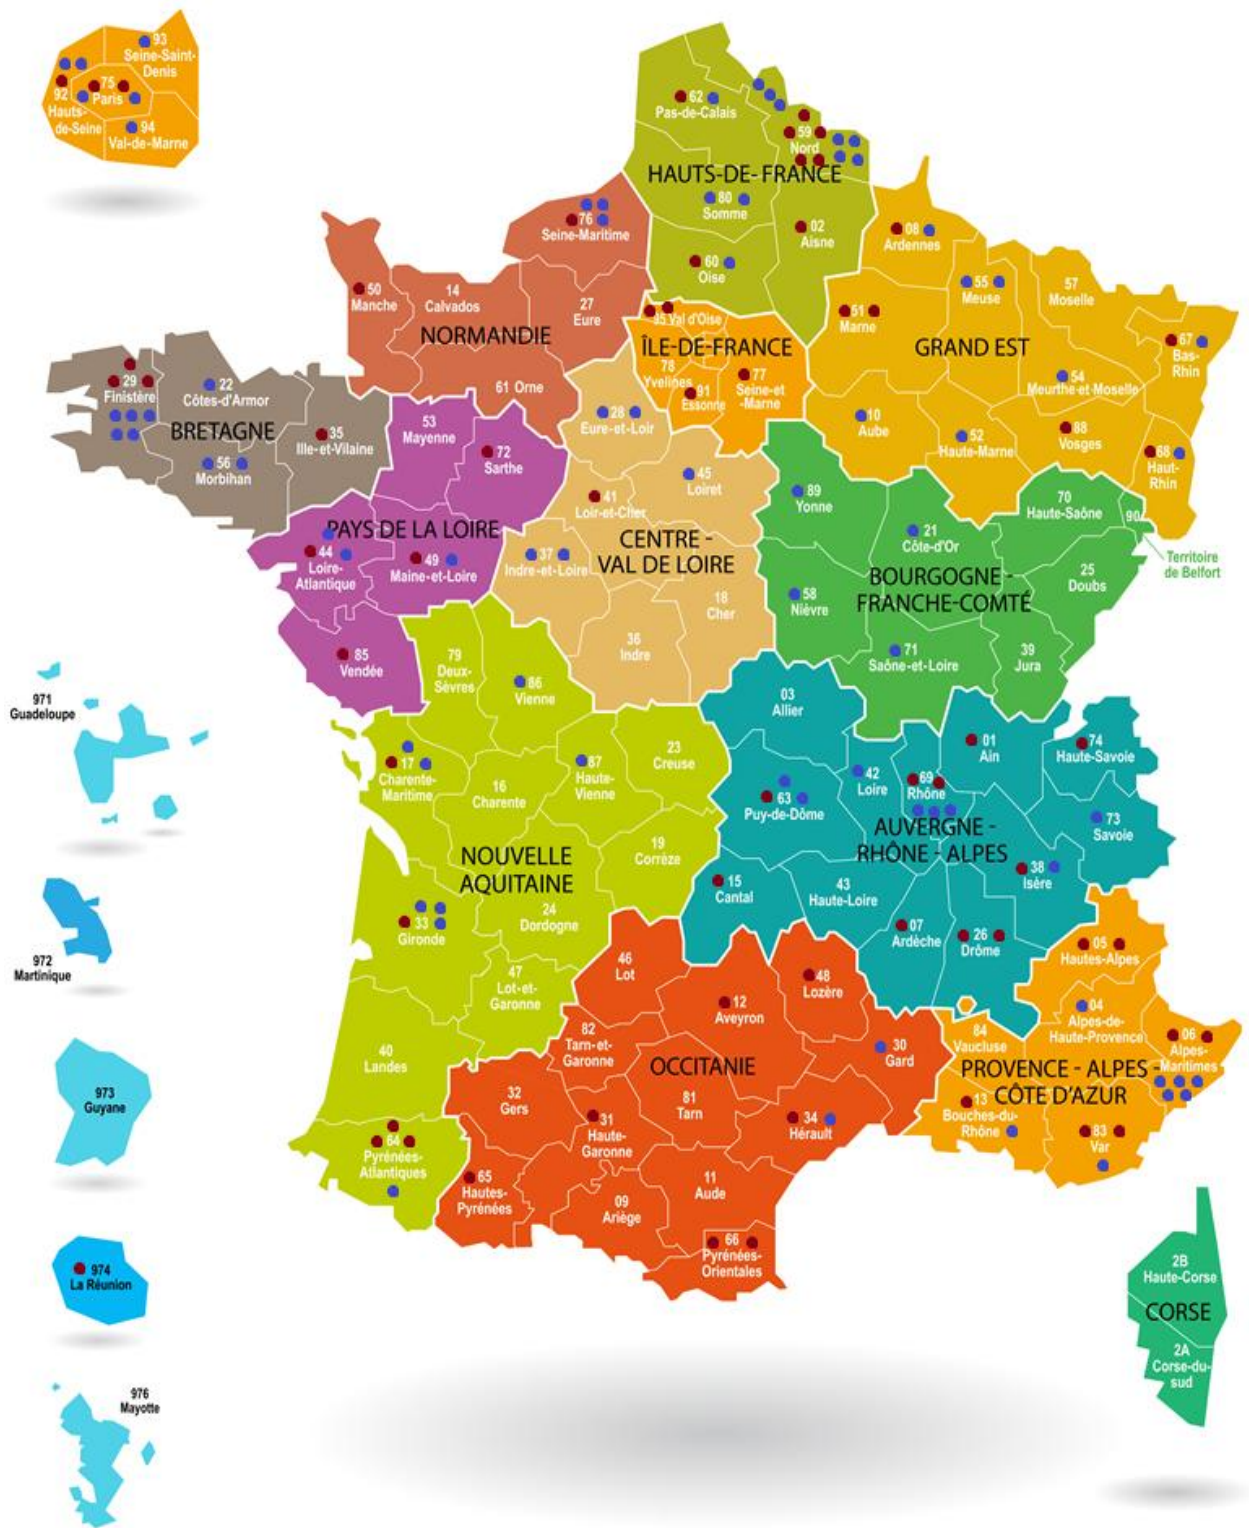 93
Seine-Saint-
Denis
75
Paris
92
Hauts-
de-Seine
94
Val-de-Marne
62
Pas-de-Calais
59
Nord
HAUTS-DE-FRANCE
80
Somme
02
Aisne
60
Oise
76
Seine-Maritime
50
Manche
14
Calvados
27
Eure
NORMANDIE
61 Orne
95 Val d'Oise
ÎLE-DE-FRANCE
78
Yvelines
77
Seine-et
-Marne
91
Essonne
08
Ardennes
55
Meuse
57
Moselle
51
Marne
GRAND EST
67
Bas-
Rhin
54
Meurthe-et-Moselle
10
Aube
52
Haute-Marne
88
Vosges
68
Haut-
Rhin
29
Finistère
22
Côtes-d'Armor
BRETAGNE
35
Ille-et-Vilaine
56
Morbihan
53
Mayenne
72
Sarthe
PAYS DE LA LOIRE
44
Loire-
Atlantique
49
Maine-et-Loire
85
Vendée
28
Eure-et-Loir
45
Loiret
41
Loir-et-Cher
CENTRE -
VAL DE LOIRE
37
Indre-et-Loire
18
Cher
36
Indre
89
Yonne
21
Côte-d'Or
70
Haute-Saône
90
Territoire
de Belfort
25
Doubs
BOURGOGNE -
FRANCHE-COMTÉ
58
Nièvre
71
Saône-et-Loire
39
Jura
79
Deux-
Sèvres
86
Vienne
17
Charente-
Maritime
16
Charente
87
Haute-
Vienne
23
Creuse
19
Corrèze
NOUVELLE
AQUITAINE
33
Gironde
24
Dordogne
47
Lot-et-
Garonne
40
Landes
64
Pyrénées-
Atlantiques
03
Allier
01
Ain
74
Haute-Savoie
63
Puy-de-Dôme
42
Loire
69
Rhône
73
Savoie
AUVERGNE -
RHÔNE - ALPES
38
Isère
15
Cantal
43
Haute-Loire
07
Ardèche
26
Drôme
46
Lot
12
Aveyron
48
Lozère
82
Tarn-et-
Garonne
30
Gard
OCCITANIE
32
Gers
81
Tarn
31
Haute-
Garonne
34
Hérault
65
Hautes-
Pyrénées
09
Ariège
11
Aude
66
Pyrénées-
Orientales
05
Hautes-Alpes
04
Alpes-de-
Haute-Provence
06
Alpes-
Maritimes
84
Vaucluse
PROVENCE - ALPES -
CÔTE D'AZUR
13
Bouches-du-
Rhône
83
Var
2B
Haute-Corse
CORSE
2A
Corse-du-
sud
971
Guadeloupe
972
Martinique
973
Guyane
974
La Réunion
976
Mayotte